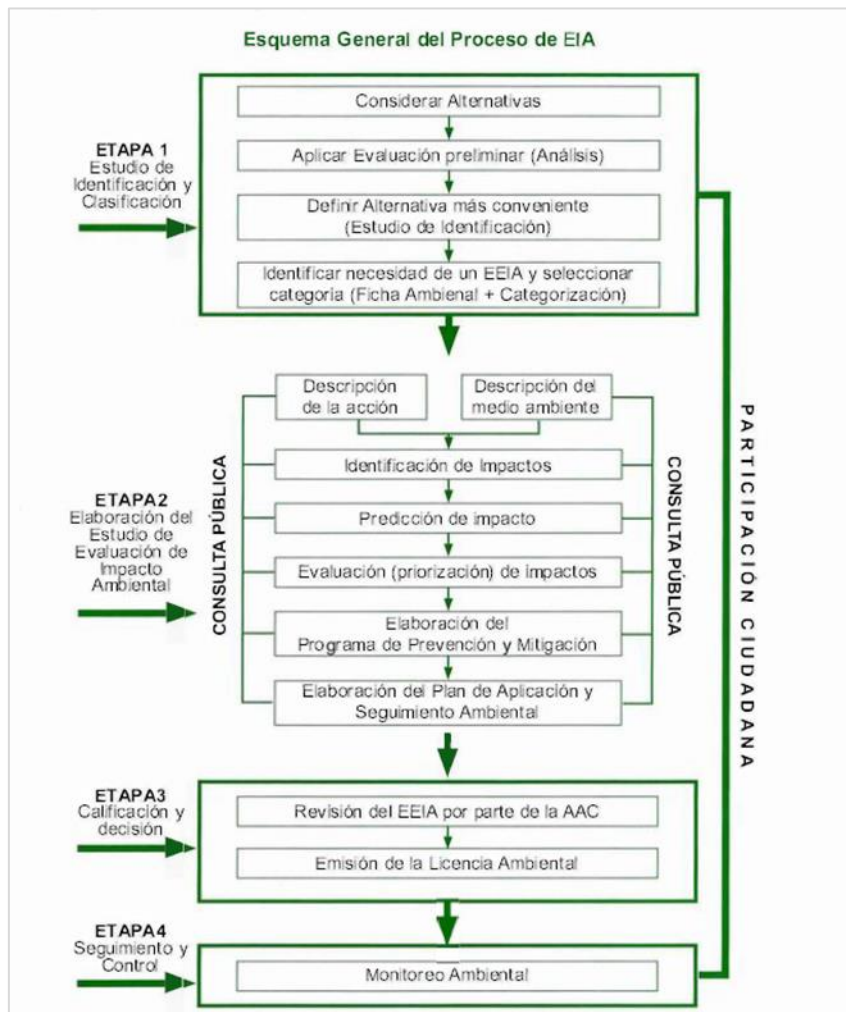 Esquema General del Proceso de EIA
ETAPA 1
Estudio de
Identificación y
Clasificación
Considerar Alternativas
Aplicar Evaluación preliminar (Análisis)
Definir Alternativa más conveniente
(Estudio de Identificación)
Identificar necesidad de un EEIA y seleccionar
categoría (Ficha Ambienal + Categorización)
ETAPA2
Elaboración del
Estudio de
Evaluación de
Impacto
Ambiental
CONSULTA PÚBLICA
Descripción
de la acción
Descripción del
medio ambiente
Identificación de Impactos
Predicción de impacto
Evaluación (priorización) de impactos
Elaboración del
Programa de Prevención y Mitigación
Elaboración del Plan de Aplicación y
Seguimiento Ambiental
CONSULTA PÚBLICA
PARTICIPACIÓN CIUDADANA
ETAPA3
Calificación y
decisión
Revisión del EEIA por parte de la AAC
Emisión de la Licencia Ambiental
ETAPA4
Seguimiento y
Control
Monitoreo Ambiental